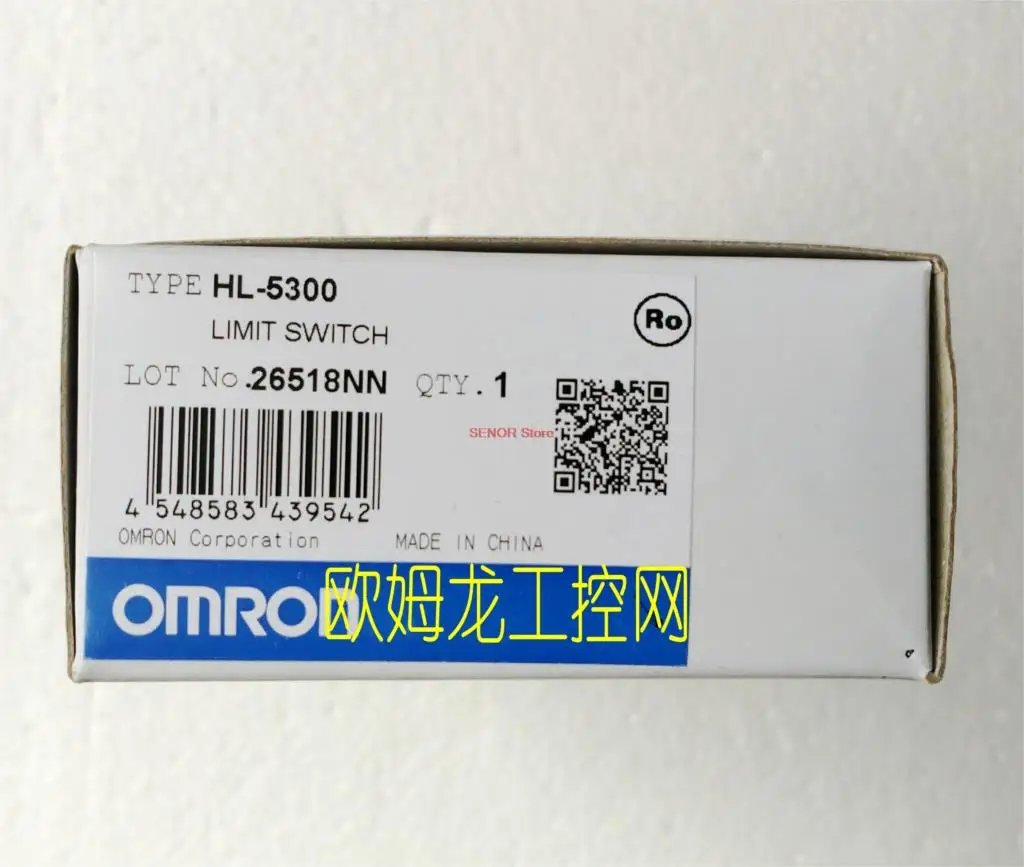 TYPE HL-5300
LIMIT SWITCH
Ro
LOT No.26518NN QTY.1
SENOR Store
4 548583 439542
OMRON Corporation MADE IN CHINA
OMRON
欧姆龙工控网